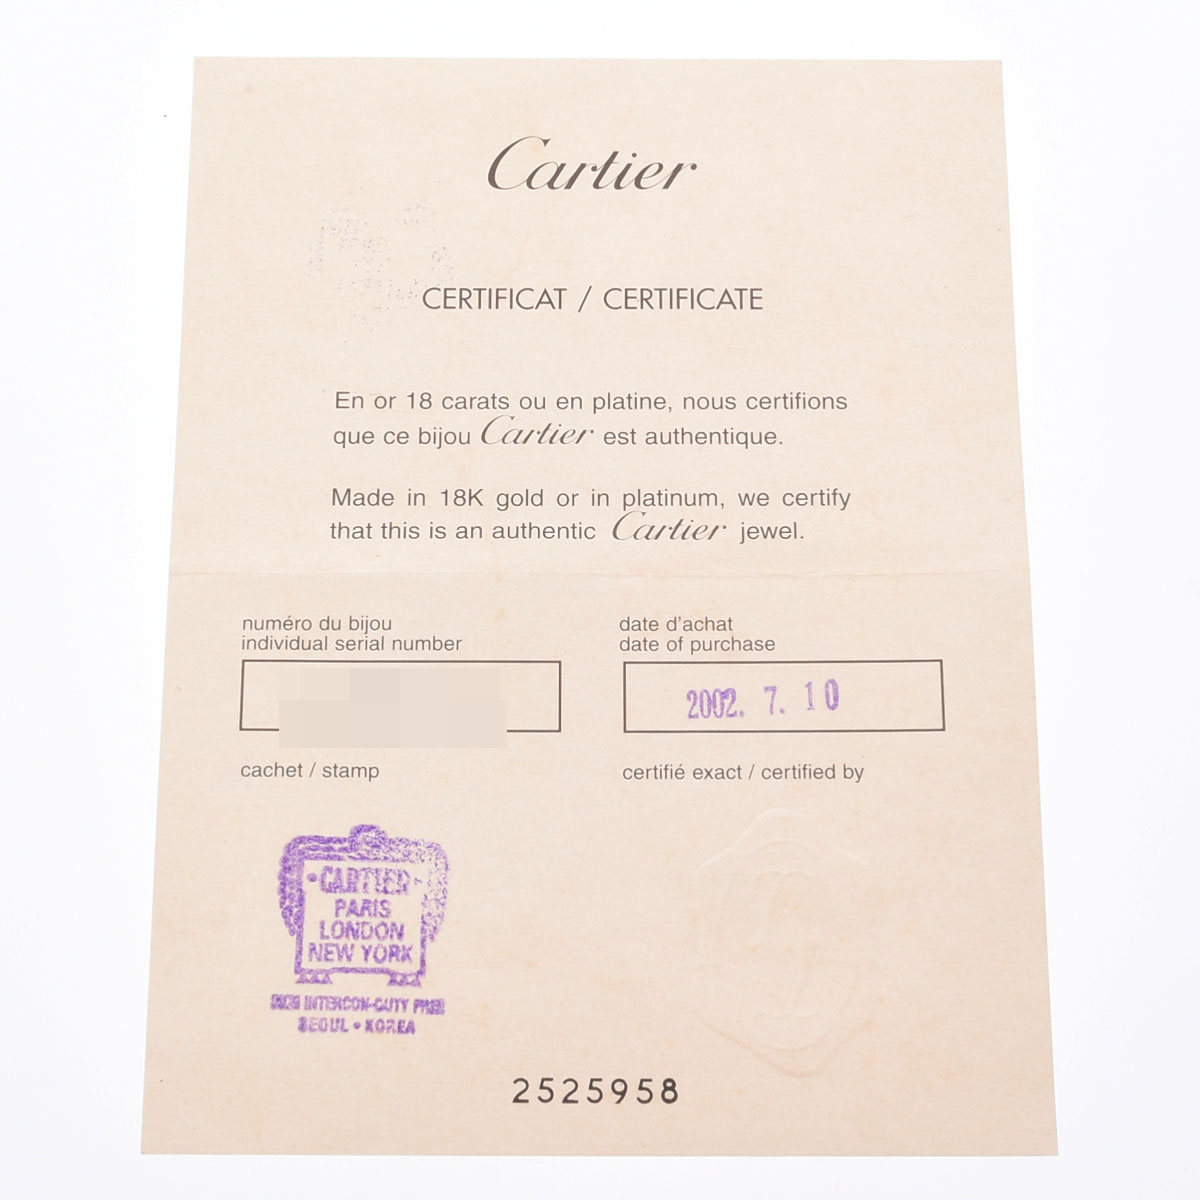 Cartier
CERTIFICAT / CERTIFICATE
En or 18 carats ou en platine, nous certifions
que ce bijou Cartier est authentique.
Made in 18K gold or in platinum, we certify
that this is an authentic Cartier jewel.
numéro du bijou
individual serial number
date d'achat
date of purchase
2002. 7. 10
cachet / stamp
certifié exact / certified by
CARTIER
PARIS
LONDON
NEW YORK
INTERCON-DUTY FREE
SEOUL • KOREA
2525958